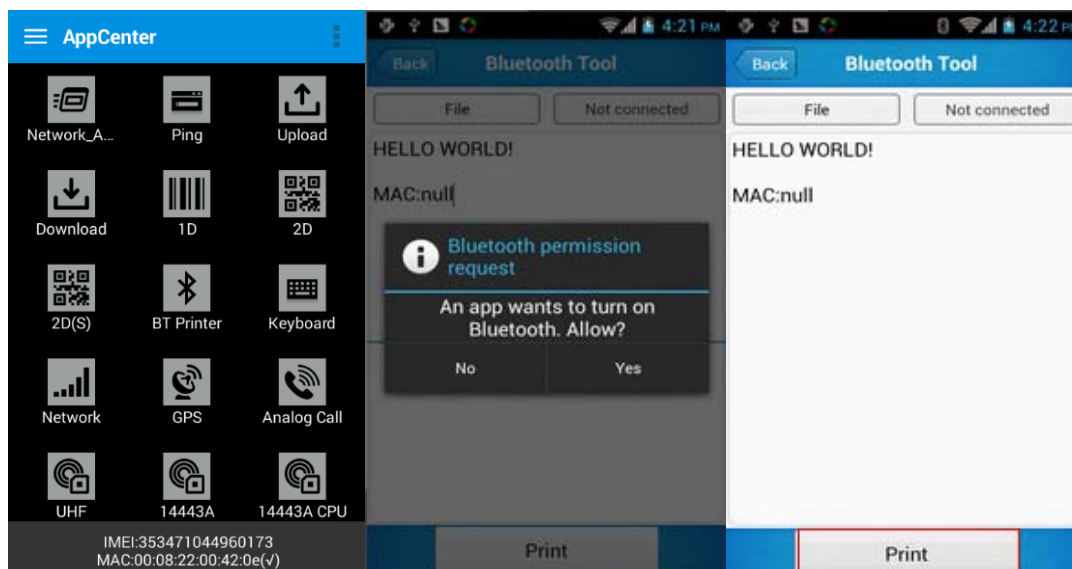 AppCenter
Network_A...
Ping
Upload
Download
1D
2D
2D(S)
BT Printer
Keyboard
Network
GPS
Analog Call
UHF
14443A
14443A CPU
IMEI:353471044960173
MAC:00:08:22:00:42:0e(√)
4:21 PM
Back
Bluetooth Tool
File
Not connected
HELLO WORLD!
MAC:null
Bluetooth permission
request
An app wants to turn on
Bluetooth. Allow?
No
Yes
Print
4:22 P
Back
Bluetooth Tool
File
Not connected
HELLO WORLD!
MAC:null
Print